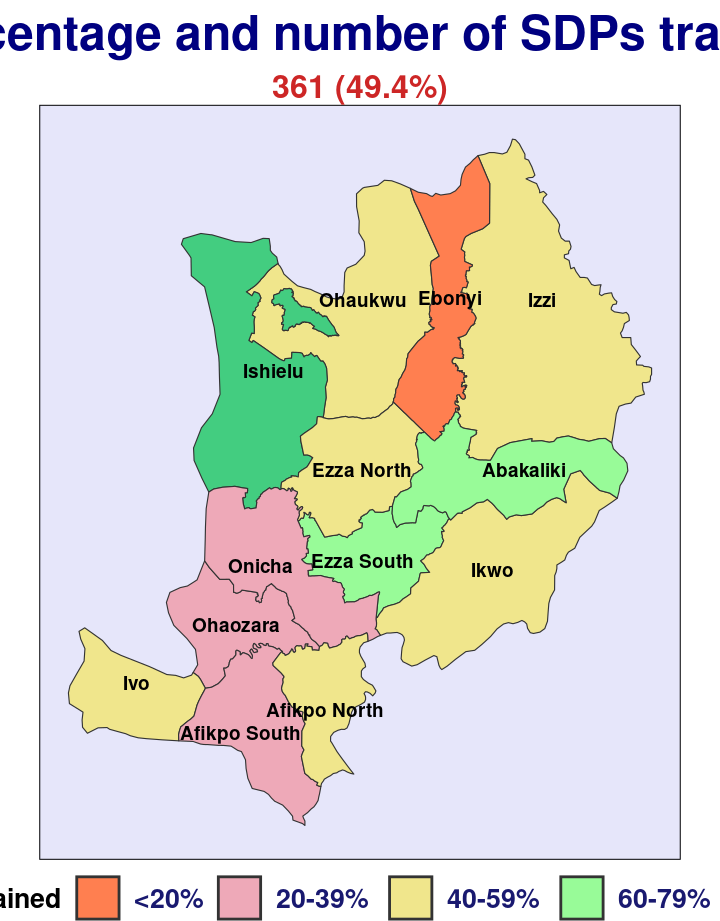 centage and number of SDPs tra
361 (49.4%)
Ohaukwu
Ebonyi
Izzi
Ishielu
Ezza North
Abakaliki
Ezza South
Onicha
Ikwo
Ohaozara
Ivo
Afikpo North
Afikpo South
ained <20% 20-39% 40-59% 60-79%